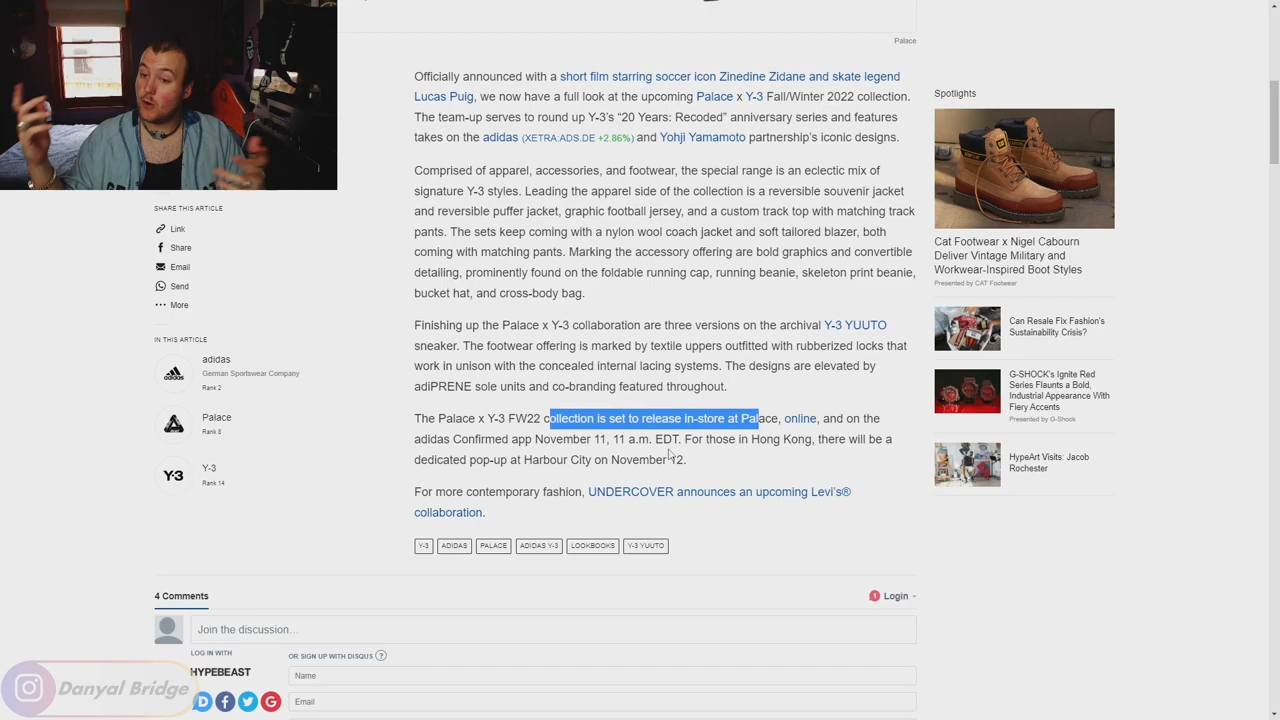 Palace
Officially announced with a short film starring soccer icon Zinedine Zidane and skate legend
Lucas Puig, we now have a full look at the upcoming Palace x Y-3 Fall/Winter 2022 collection.
The team-up serves to round up Y-3's “20 Years: Recoded” anniversary series and features
takes on the adidas (XETRA:ADS.DE +2.86%) and Yohji Yamamoto partnership's iconic designs.
Comprised of apparel, accessories, and footwear, the special range is an eclectic mix of
signature Y-3 styles. Leading the apparel side of the collection is a reversible souvenir jacket
and reversible puffer jacket, graphic football jersey, and a custom track top with matching track
pants. The sets keep coming with a nylon wool coach jacket and soft tailored blazer, both
coming with matching pants. Marking the accessory offering are bold graphics and convertible
detailing, prominently found on the foldable running cap, running beanie, skeleton print beanie,
bucket hat, and cross-body bag.
Finishing up the Palace x Y-3 collaboration are three versions on the archival Y-3 YUUTO
sneaker. The footwear offering is marked by textile uppers outfitted with rubberized locks that
work in unison with the concealed internal lacing systems. The designs are elevated by
adiPRENE sole units and co-branding featured throughout.
The Palace x Y-3 FW22 collection is set to release in-store at Palace, online, and on the
adidas Confirmed app November 11, 11 a.m. EDT. For those in Hong Kong, there will be a
dedicated pop-up at Harbour City on November 12.
For more contemporary fashion, UNDERCOVER announces an upcoming Levi's®
collaboration.
Y-3
ADIDAS
PALACE
ADIDAS Y-3
LOOKBOOKS
Y-3 YUUTO
SHARE THIS ARTICLE
Link
Share
Email
Send
More
IN THIS ARTICLE
adidas
adidas
German Sportswear Company
Rank 2
Palace
Rank 8
Y-3
Y-3
Rank 14
Spotlights
Cat Footwear x Nigel Cabourn
Deliver Vintage Military and
Workwear-Inspired Boot Styles
Presented by CAT Footwear
Can Resale Fix Fashion's
Sustainability Crisis?
G-SHOCK's Ignite Red
Series Flaunts a Bold,
Industrial Appearance With
Fiery Accents
Presented by G-Shock
HypeArt Visits: Jacob
Rochester
4 Comments
1
Login
Join the discussion…
LOG IN WITH
HYPEBEAST
OR SIGN UP WITH DISQUS ?
Name
Email
Danyal Bridge